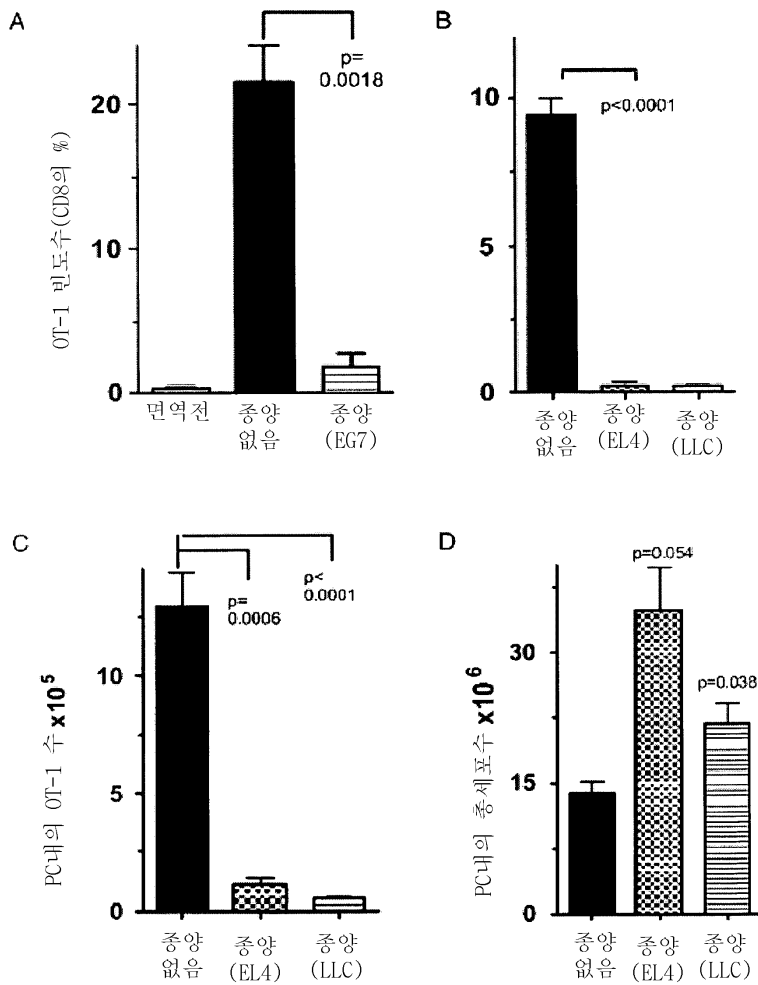 A
OT-1 빈도수(CD8의 %)
20
10
0
p=
0.0018
면역전
종양
없음
종양
(EG7)
B
10
5
0
p<0.0001
종양
없음
종양
(EL4)
종양
(LLC)
C
PC내의 OT-1 수 x10⁵
10
5
0
p=
0.0006
p<
0.0001
종양
없음
종양
(EL4)
종양
(LLC)
D
PC내의 총세포수 x10⁶
30
15
0
p=0.054
p=0.038
종양
없음
종양
(EL4)
종양
(LLC)